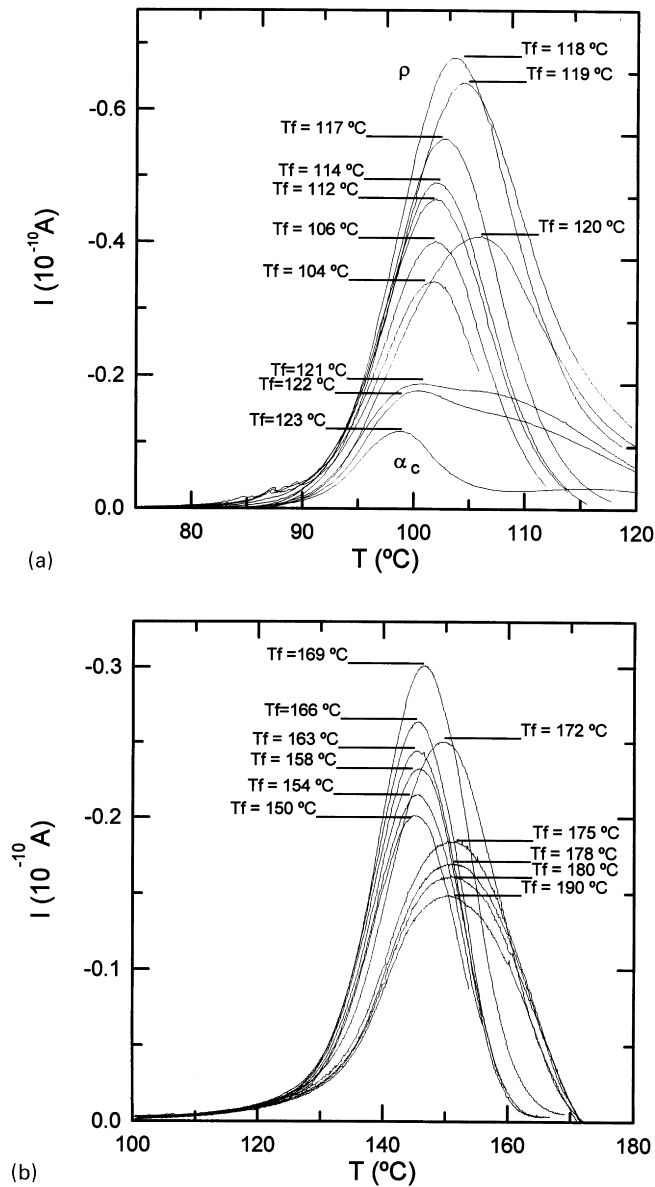 Tf = 118 ºC
ρ
Tf = 119 ºC
-0.6
Tf = 117 ºC
Tf = 114 ºC
Tf = 112 ºC
Tf = 106 ºC
Tf = 120 ºC
-0.4
Tf = 104 ºC
I (10⁻¹⁰A)
Tf=121 ºC
-0.2
Tf=122 ºC
Tf=123 ºC
αc
0.0
80
90
100
110
120
T (ºC)
(a)
Tf =169 ºC
-0.3
Tf=166 ºC
Tf = 172 ºC
Tf = 163 ºC
Tf = 158 ºC
Tf = 154 ºC
Tf = 150 ºC
-0.2
Tf = 175 ºC
Tf = 178 ºC
Tf = 180 ºC
Tf = 190 ºC
I (10⁻¹⁰ A)
-0.1
0.0
100
120
140
160
180
T (ºC)
(b)